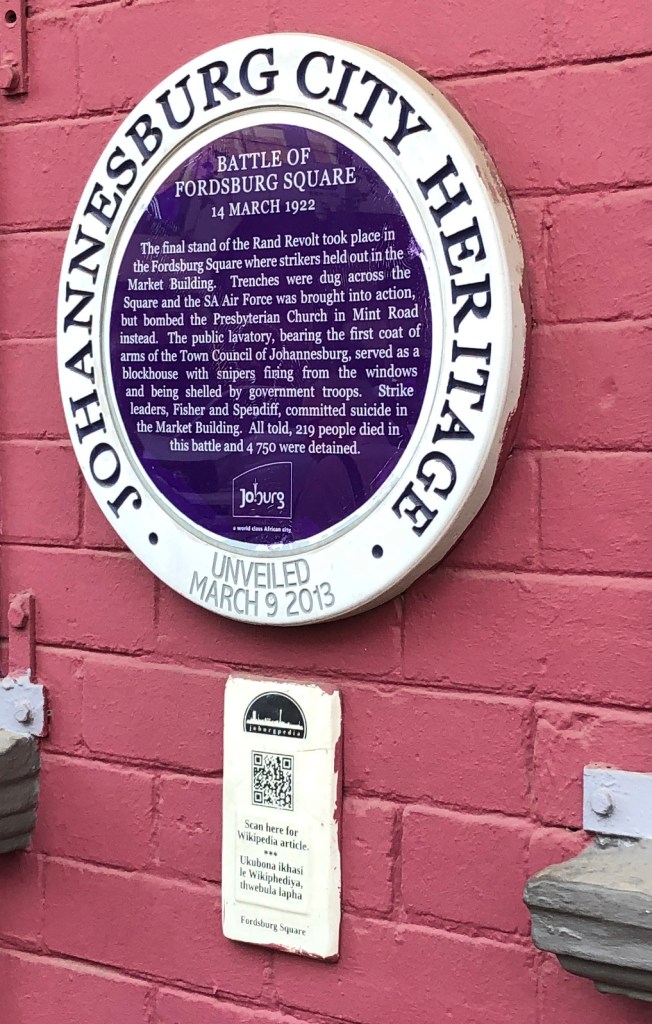 JOHANNESBURG CITY HERITAGE
BATTLE OF
FORDSBURG SQUARE
14 MARCH 1922
The final stand of the Rand Revolt took place in
the Fordsburg Square where strikers held out in the
Market Building. Trenches were dug across the
Square and the SA Air Force was brought into action,
but bombed the Presbyterian Church in Mint Road
instead. The public lavatory, bearing the first coat of
arms of the Town Council of Johannesburg, served as a
blockhouse with snipers firing from the windows
and being shelled by government troops. Strike
leaders, Fisher and Spendiff, committed suicide in
the Market Building. All told, 219 people died in
this battle and 4 750 were detained.
Joburg
a world class African city
UNVEILED
MARCH 9 2013
joburgpedia
Scan here for
Wikipedia article.
***
Ukubona ikhasi
le Wikiphediya,
thwebula lapha
Fordsburg Square